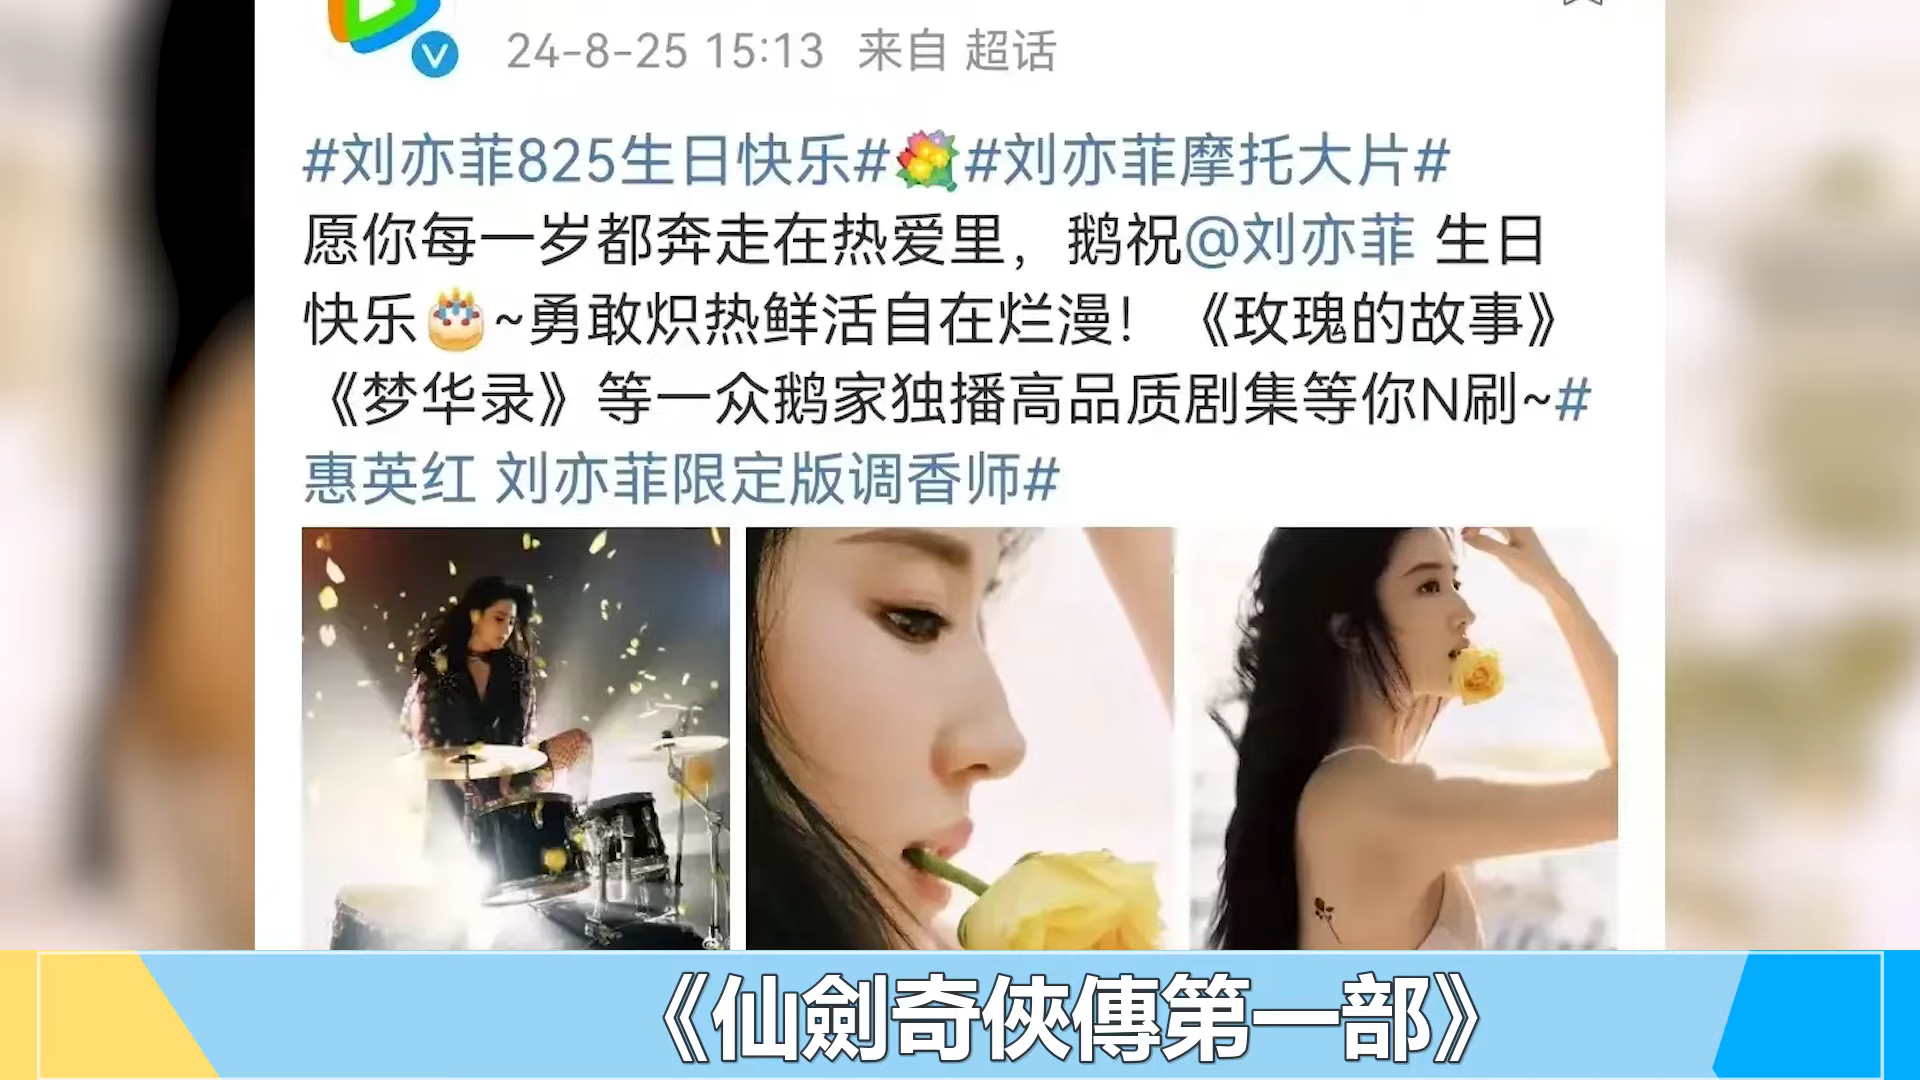 24-8-25 15:13 来自 超话
#刘亦菲825生日快乐#💐#刘亦菲摩托大片#
愿你每一岁都奔走在热爱里，鹅祝@刘亦菲 生日
快乐🎂~勇敢炽热鲜活自在烂漫！《玫瑰的故事》
《梦华录》等一众鹅家独播高品质剧集等你N刷~#
惠英红 刘亦菲限定版调香师#
《仙劍奇俠傳第一部》